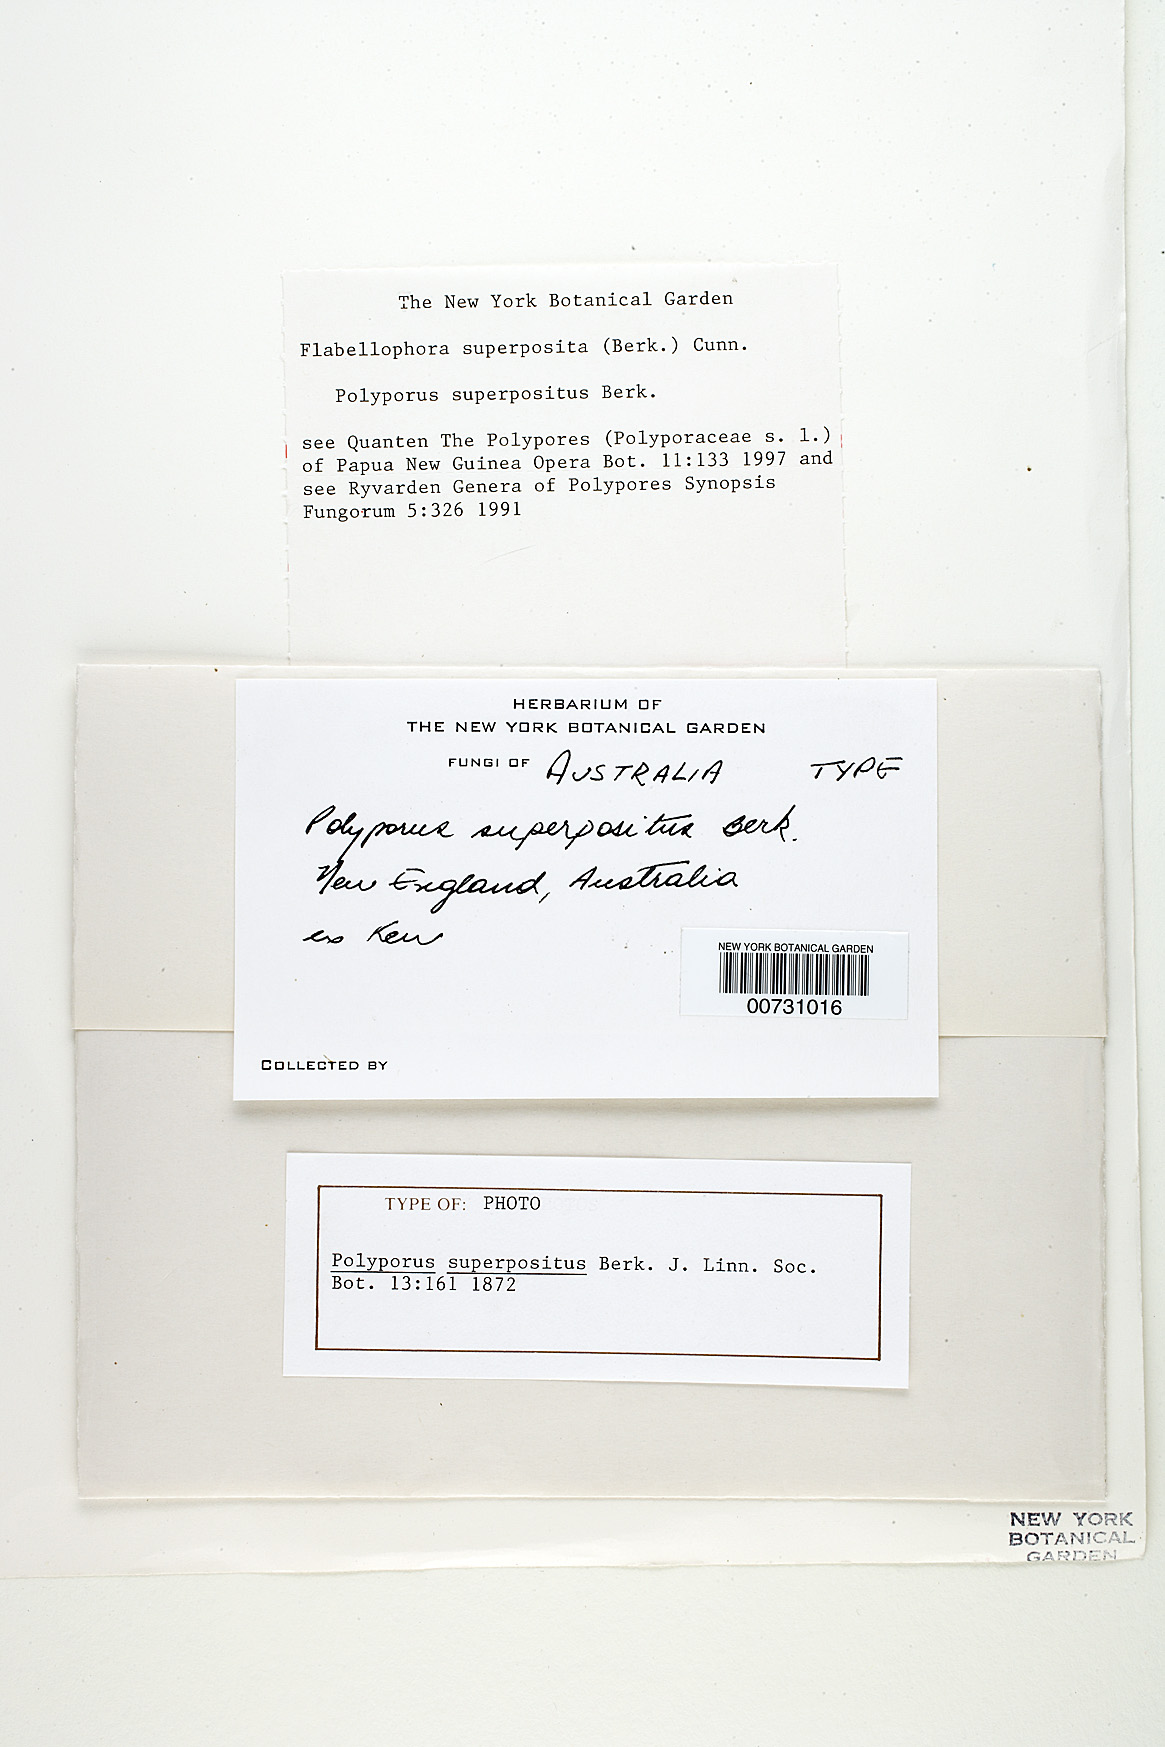 The New York Botanical Garden
Flabellophora superposita (Berk.) Cunn.
Polyporus superpositus Berk.
see Quanten The Polypores (Polyporaceae s. l.)
of Papua New Guinea Opera Bot. 11:133 1997 and
see Ryvarden Genera of Polypores Synopsis
Fungorum 5:326 1991
HERBARIUM OF
THE NEW YORK BOTANICAL GARDEN
FUNGI OF AUSTRALIA TYPE
Polyporus superpositus Berk.
New England, Australia
ex Kew
NEW YORK BOTANICAL GARDEN
00731016
COLLECTED BY
TYPE OF: PHOTO
Polyporus superpositus Berk. J. Linn. Soc.
Bot. 13:161 1872
NEW YORK
BOTANICAL
GARDEN